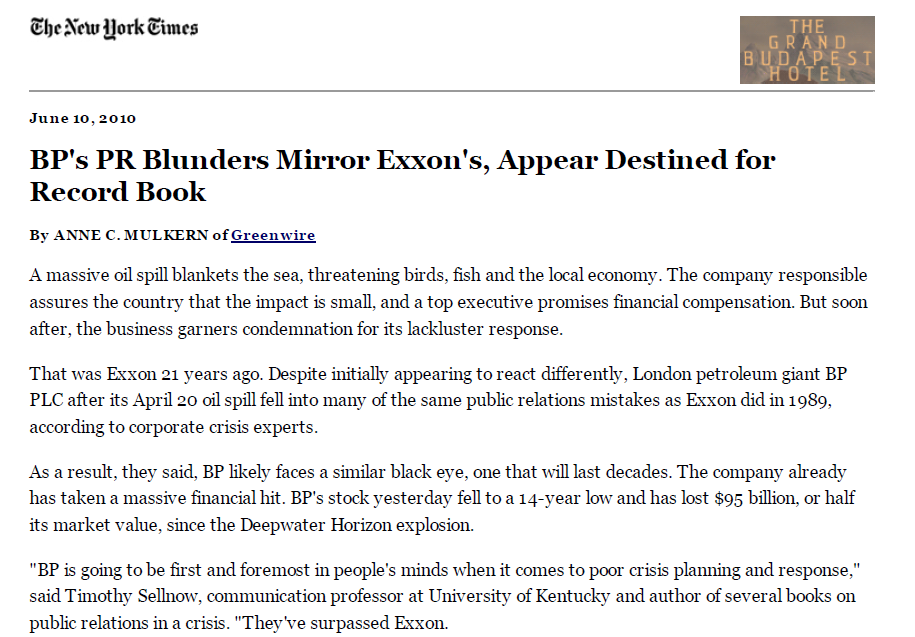 The New York Times
THE
GRAND
BUDAPEST
HOTEL
June 10, 2010
BP's PR Blunders Mirror Exxon's, Appear Destined for
Record Book
By ANNE C. MULKERN of Greenwire
A massive oil spill blankets the sea, threatening birds, fish and the local economy. The company responsible
assures the country that the impact is small, and a top executive promises financial compensation. But soon
after, the business garners condemnation for its lackluster response.
That was Exxon 21 years ago. Despite initially appearing to react differently, London petroleum giant BP
PLC after its April 20 oil spill fell into many of the same public relations mistakes as Exxon did in 1989,
according to corporate crisis experts.
As a result, they said, BP likely faces a similar black eye, one that will last decades. The company already
has taken a massive financial hit. BP's stock yesterday fell to a 14-year low and has lost $95 billion, or half
its market value, since the Deepwater Horizon explosion.
"BP is going to be first and foremost in people's minds when it comes to poor crisis planning and response,"
said Timothy Sellnow, communication professor at University of Kentucky and author of several books on
public relations in a crisis. "They've surpassed Exxon.